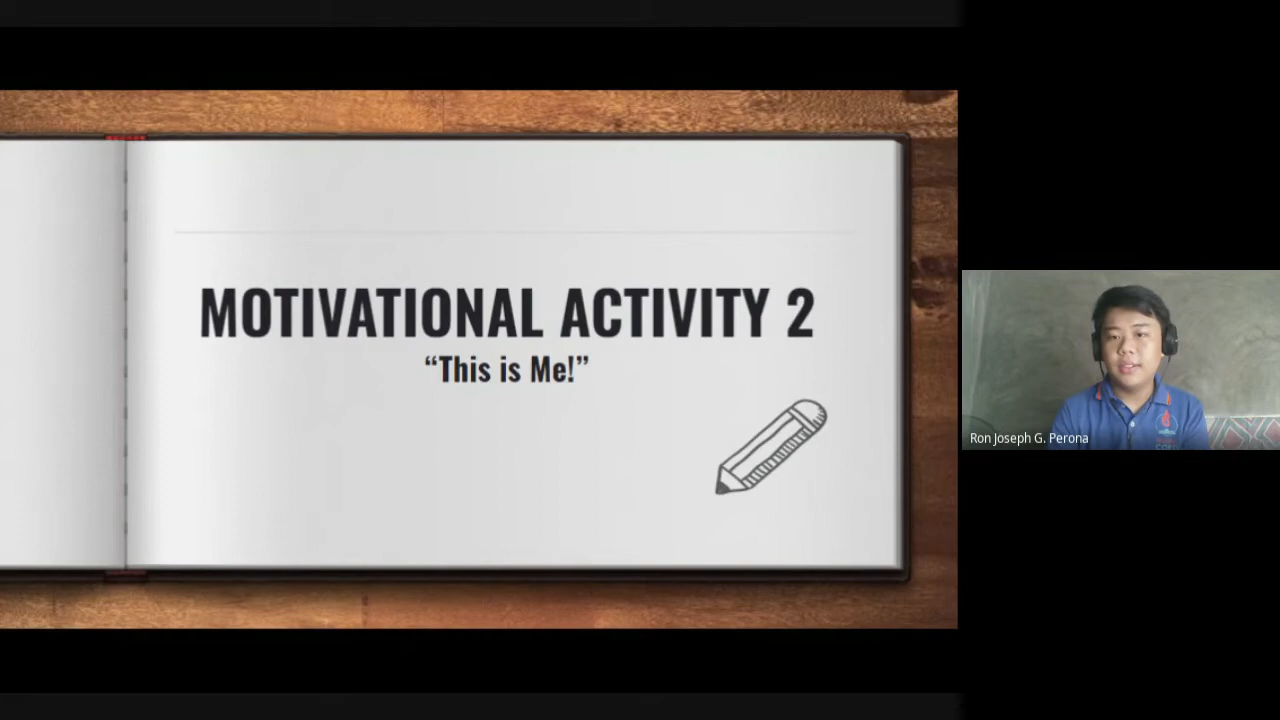 MOTIVATIONAL ACTIVITY 2
“This is Me!”
Ron Joseph G. Perona